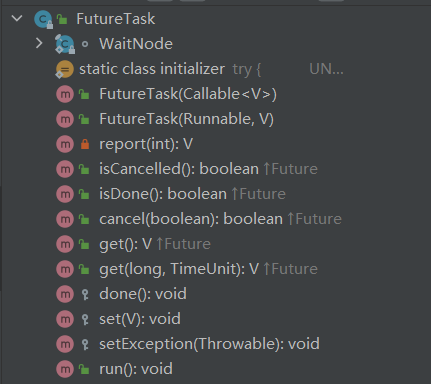 FutureTask
WaitNode
static class initializer try { UN...
FutureTask(Callable<V>)
FutureTask(Runnable, V)
report(int): V
isCancelled(): boolean ↑Future
isDone(): boolean ↑Future
cancel(boolean): boolean ↑Future
get(): V ↑Future
get(long, TimeUnit): V ↑Future
done(): void
set(V): void
setException(Throwable): void
run(): void